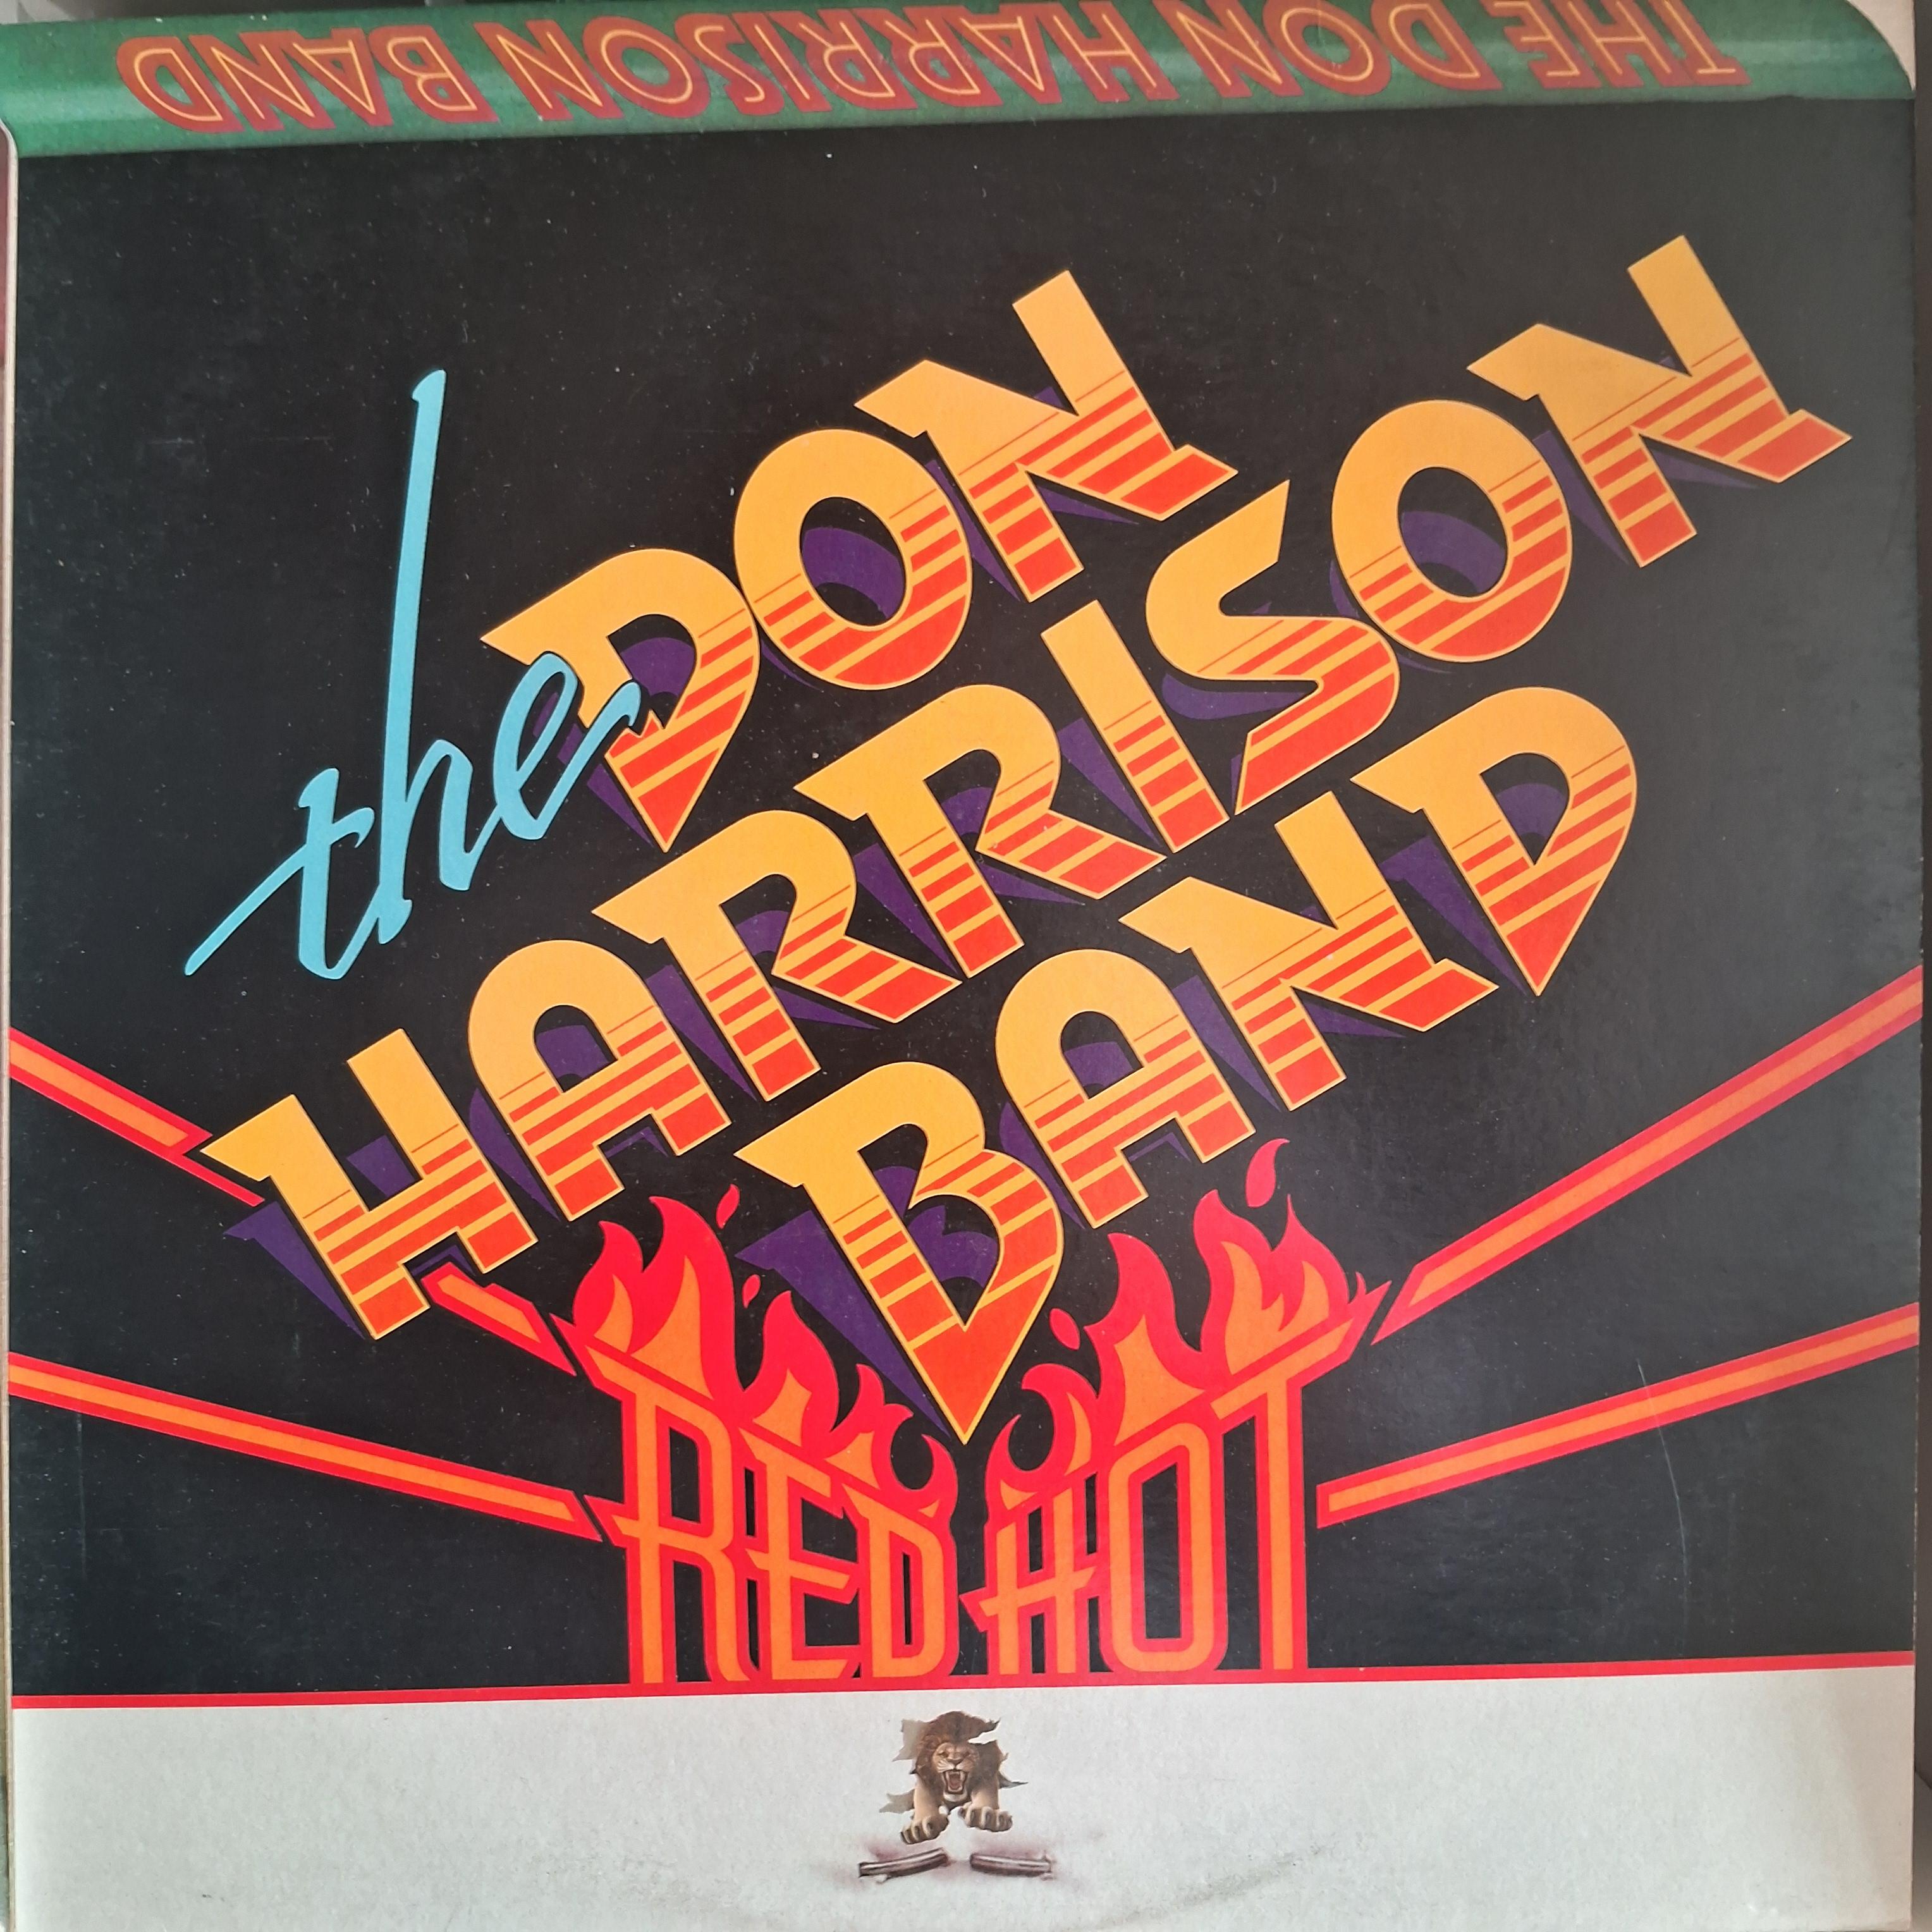 THE DON HARRISON BAND
the DON
HARRISON
BAND
RED HOT